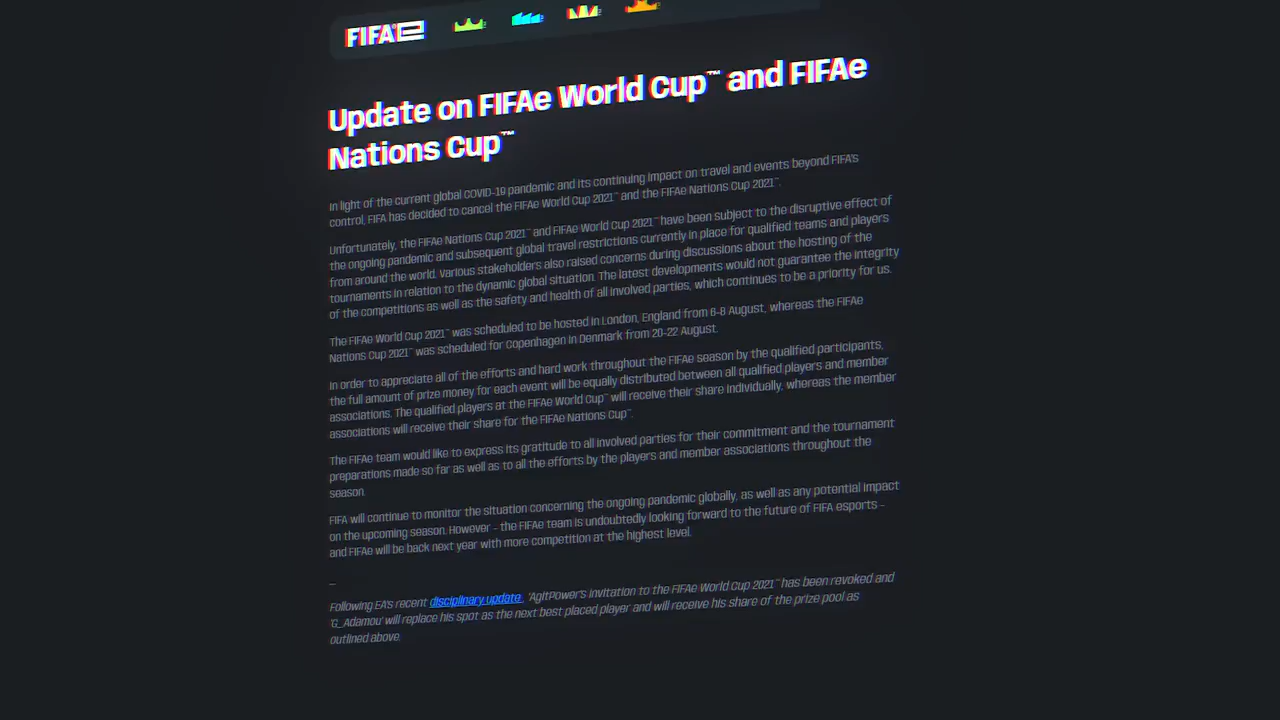 FIFAe
Update on FIFAe World Cup™ and FIFAe
Nations Cup™
In light of the current global COVID-19 pandemic and its continuing impact on travel and events beyond FIFA's
control, FIFA has decided to cancel the FIFAe World Cup 2021™ and the FIFAe Nations Cup 2021™.
Unfortunately, the FIFAe Nations Cup 2021™ and FIFAe World Cup 2021™ have been subject to the disruptive effect of
the ongoing pandemic and subsequent global travel restrictions currently in place for qualified teams and players
from around the world. Various stakeholders also raised concerns during discussions about the hosting of the
tournaments in relation to the dynamic global situation. The latest developments would not guarantee the integrity
of the competitions as well as the safety and health of all involved parties, which continues to be a priority for us.
The FIFAe World Cup 2021™ was scheduled to be hosted in London, England from 6-8 August, whereas the FIFAe
Nations Cup 2021™ was scheduled for Copenhagen in Denmark from 20-22 August.
In order to appreciate all of the efforts and hard work throughout the FIFAe season by the qualified participants,
the full amount of prize money for each event will be equally distributed between all qualified players and member
associations. The qualified players at the FIFAe World Cup™ will receive their share individually, whereas the member
associations will receive their share for the FIFAe Nations Cup™.
The FIFAe team would like to express its gratitude to all involved parties for their commitment and the tournament
preparations made so far as well as to all the efforts by the players and member associations throughout the
season.
FIFA will continue to monitor the situation concerning the ongoing pandemic globally, as well as any potential impact
on the upcoming season. However – the FIFAe team is undoubtedly looking forward to the future of FIFA esports –
and FIFAe will be back next year with more competition at the highest level.
_
Following EA's recent disciplinary update, 'AgitPower's invitation to the FIFAe World Cup 2021™ has been revoked and
'G_Adamou' will replace his spot as the next best placed player and will receive his share of the prize pool as
outlined above.